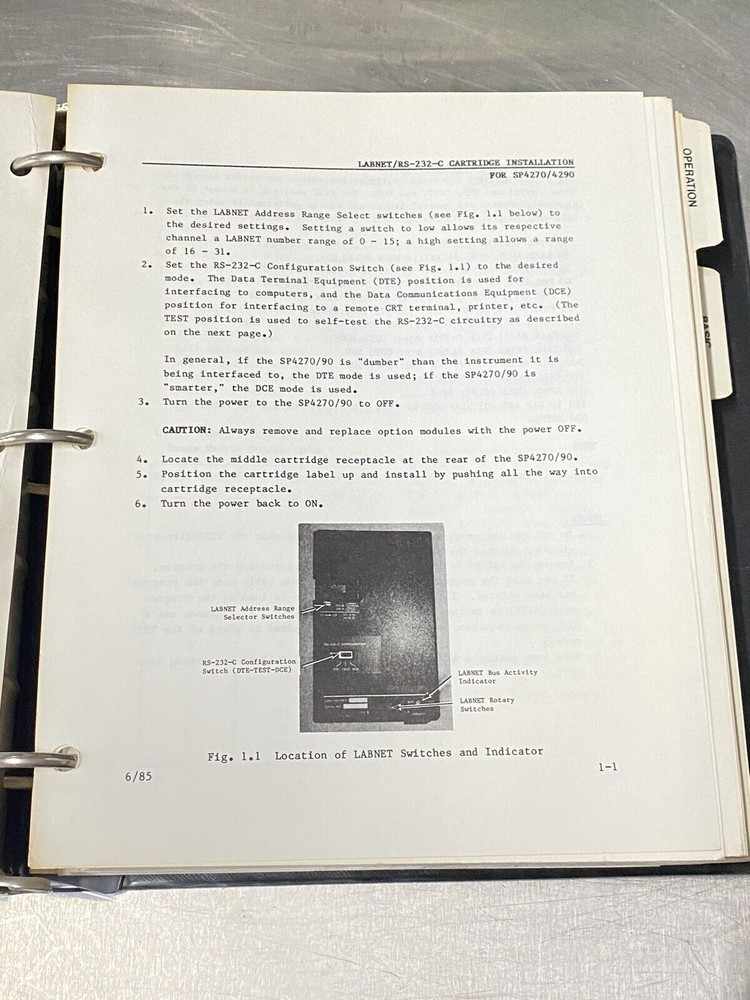 LABNET/RS-232-C CARTRIDGE INSTALLATION
FOR SP4270/4290
1. Set the LABNET Address Range Select switches (see Fig. 1.1 below) to
the desired settings. Setting a switch to low allows its respective
channel a LABNET number range of 0 - 15; a high setting allows a range
of 16 - 31.
2. Set the RS-232-C Configuration Switch (see Fig. 1.1) to the desired
mode. The Data Terminal Equipment (DTE) position is used for
interfacing to computers, and the Data Communications Equipment (DCE)
position for interfacing to a remote CRT terminal, printer, etc. (The
TEST position is used to self-test the RS-232-C circuitry as described
on the next page.)
In general, if the SP4270/90 is "dumber" than the instrument it is
being interfaced to, the DTE mode is used; if the SP4270/90 is
"smarter," the DCE mode is used.
3. Turn the power to the SP4270/90 to OFF.
CAUTION: Always remove and replace option modules with the power OFF.
4. Locate the middle cartridge receptacle at the rear of the SP4270/90.
5. Position the cartridge label up and install by pushing all the way into
cartridge receptacle.
6. Turn the power back to ON.
LABNET Address Range
Selector Switches
RS-232-C Configuration
Switch (DTE-TEST-DCE)
LABNET Bus Activity
Indicator
LABNET Rotary
Switches
Fig. 1.1 Location of LABNET Switches and Indicator
6/85
1-1
OPERATION
BASIC